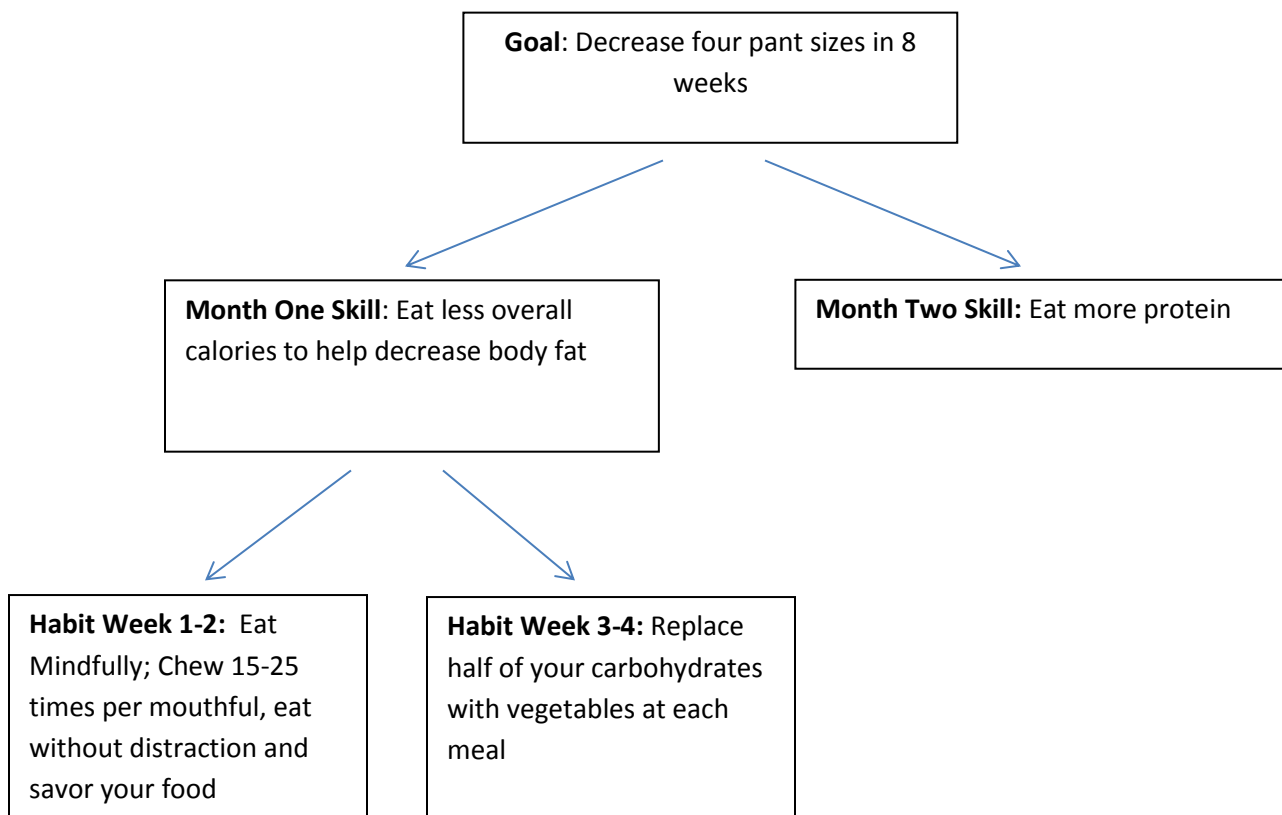 Goal: Decrease four pant sizes in 8
weeks
Month One Skill: Eat less overall
calories to help decrease body fat
Month Two Skill: Eat more protein
Habit Week 1-2:  Eat
Mindfully; Chew 15-25
times per mouthful, eat
without distraction and
savor your food
Habit Week 3-4: Replace
half of your carbohydrates
with vegetables at each
meal